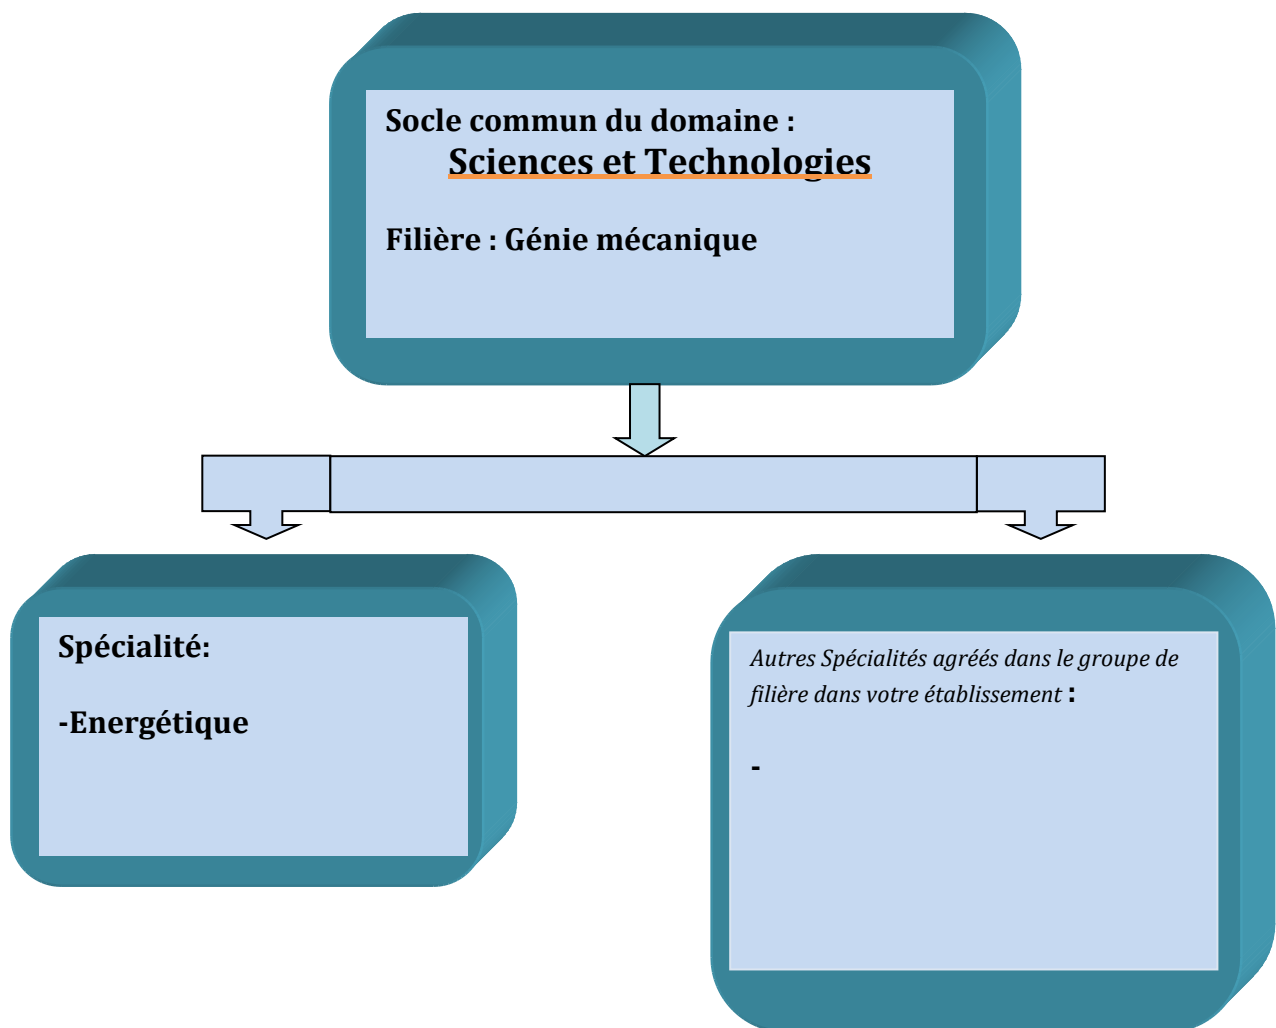 Socle commun du domaine :
Sciences et Technologies
Filière : Génie mécanique
Spécialité:
-Energétique
Autres Spécialités agréés dans le groupe de
filière dans votre établissement :
-